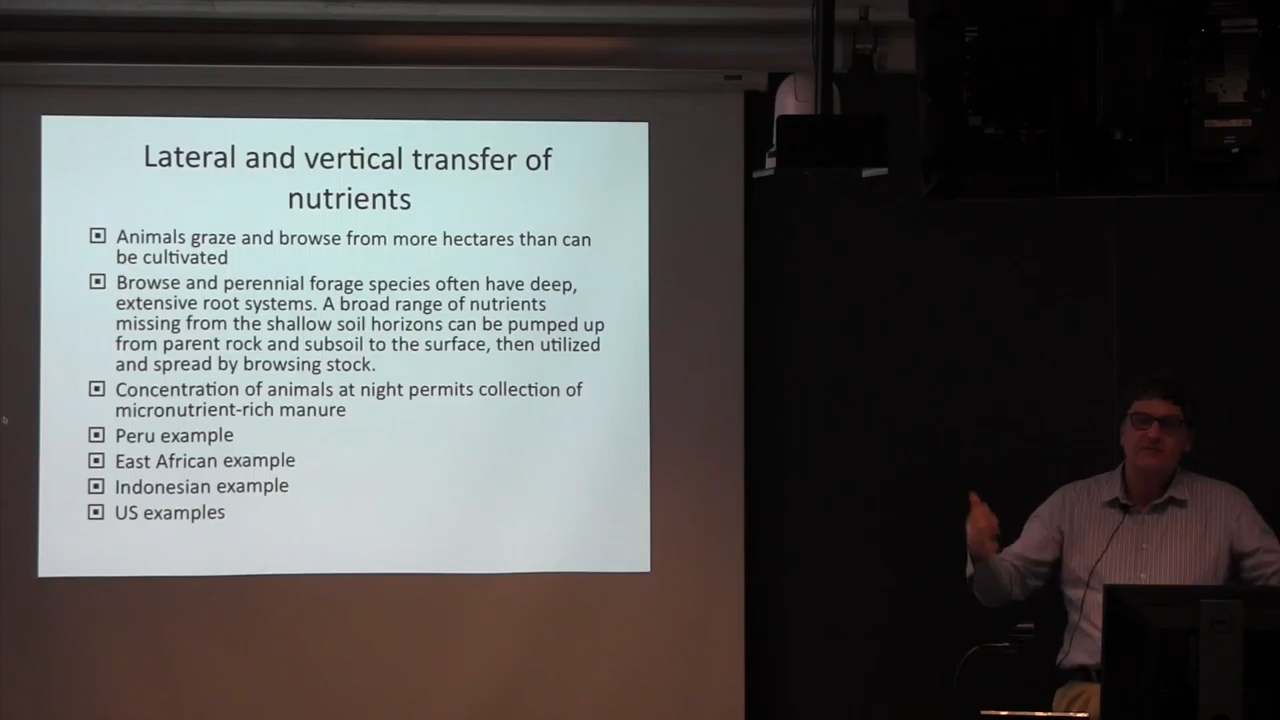 Lateral and vertical transfer of
nutrients
Animals graze and browse from more hectares than can
be cultivated
Browse and perennial forage species often have deep,
extensive root systems. A broad range of nutrients
missing from the shallow soil horizons can be pumped up
from parent rock and subsoil to the surface, then utilized
and spread by browsing stock.
Concentration of animals at night permits collection of
micronutrient-rich manure
Peru example
East African example
Indonesian example
US examples